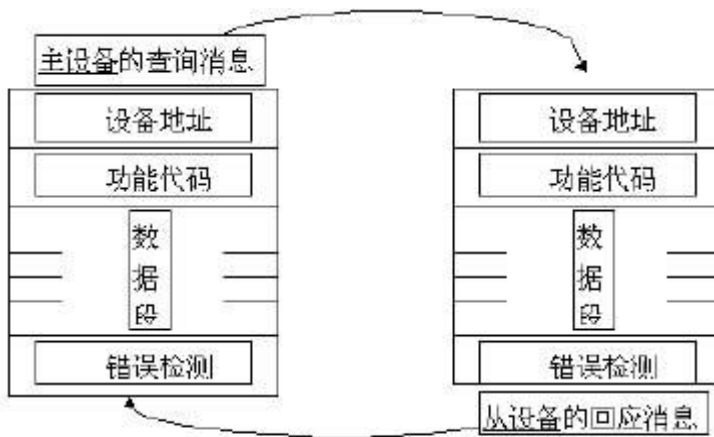 主设备的查询消息
设备地址
功能代码
数
据
段
错误检测
设备地址
功能代码
数
据
段
错误检测
从设备的回应消息